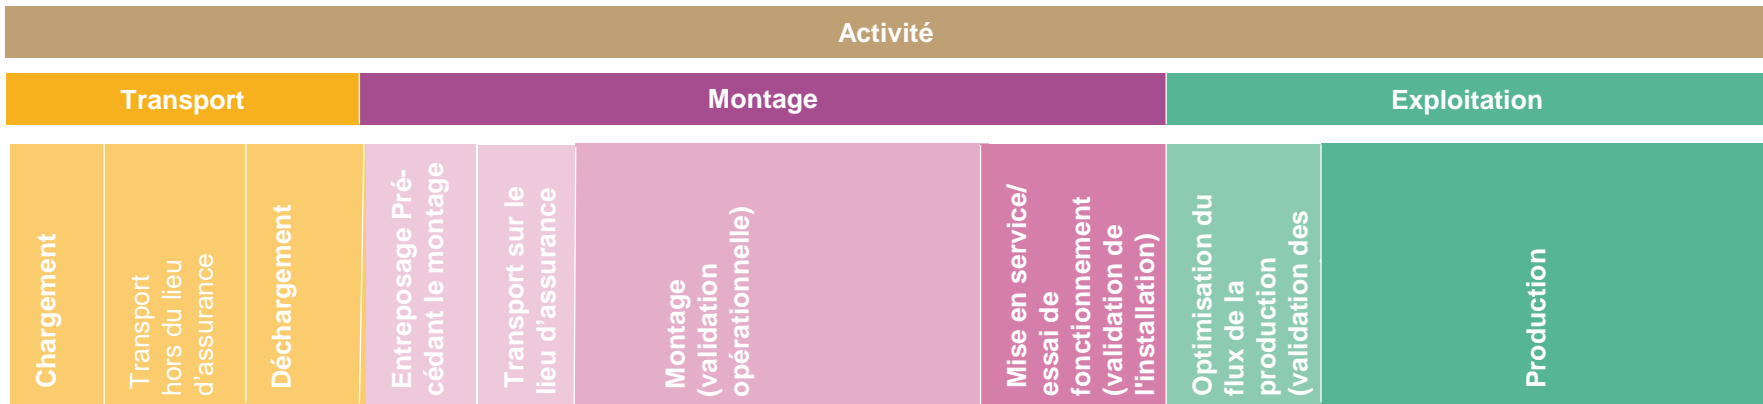 Activité
Transport
Montage
Exploitation
Chargement
Transport
hors du lieu
d'assurance
Déchargement
Entreposage Pré-
cédant le montage
Transport sur le
lieu d'assurance
Montage
(validation
opérationnelle)
Mise en service/
essai de
fonctionnement
(validation de
l'installation)
Optimisation du
flux de la
production
(validation des
Production